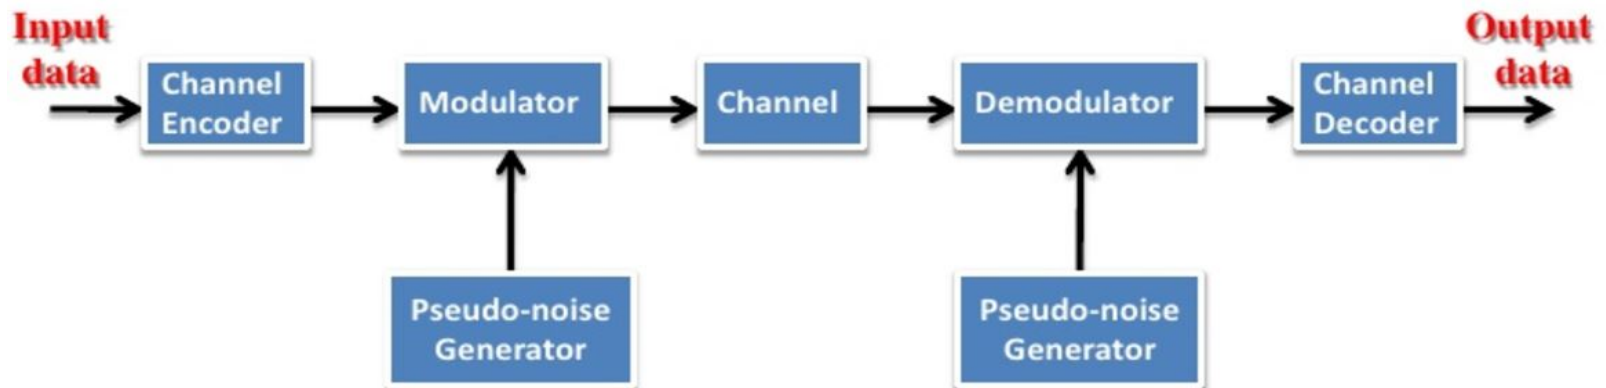 Input
data
Channel
Encoder
Modulator
Channel
Demodulator
Channel
Decoder
Output
data
Pseudo-noise
Generator
Pseudo-noise
Generator